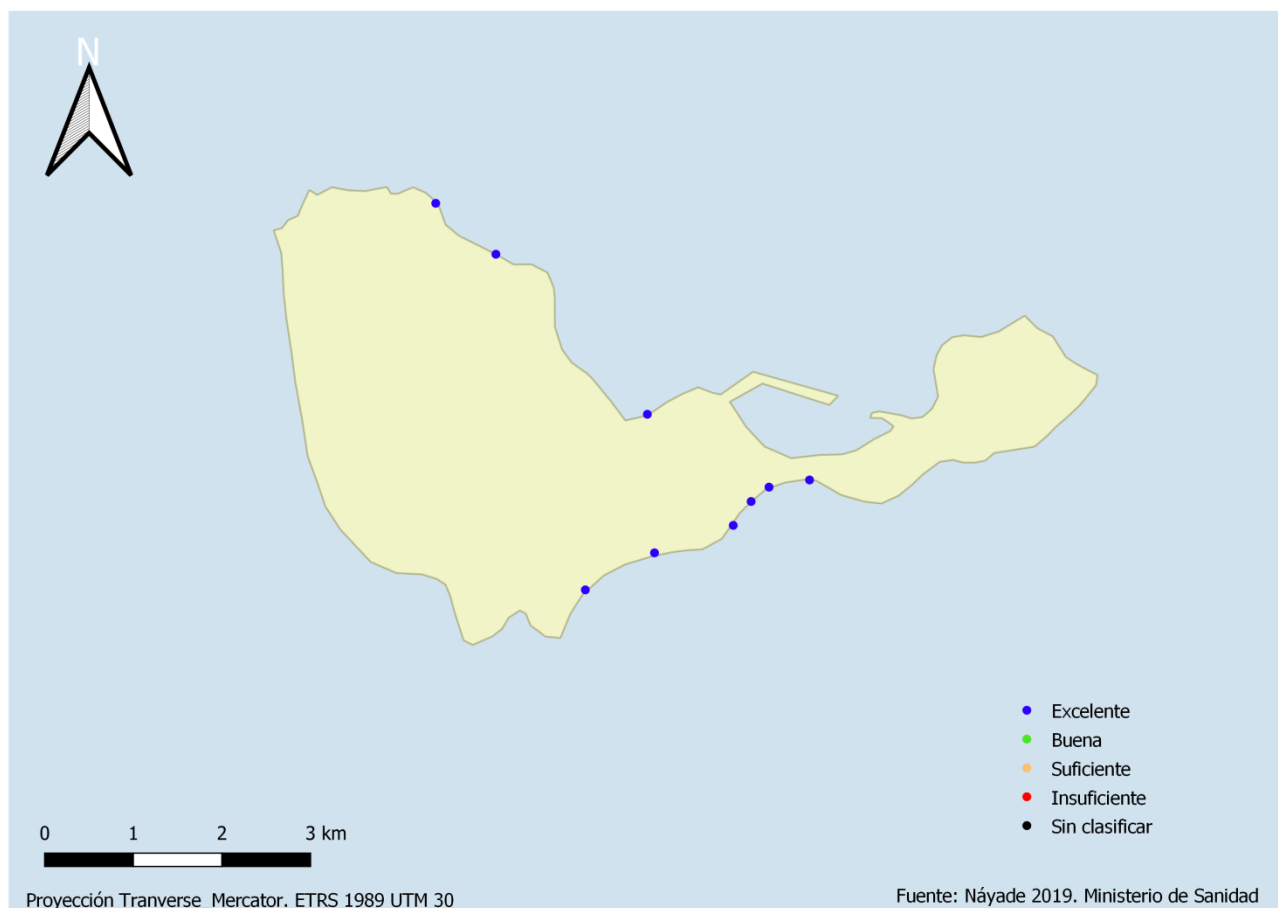 N
Excelente
Buena
Suficiente
Insuficiente
Sin clasificar
0 1 2 3 km
Proyección Tranverse Mercator. ETRS 1989 UTM 30
Fuente: Náyade 2019. Ministerio de Sanidad